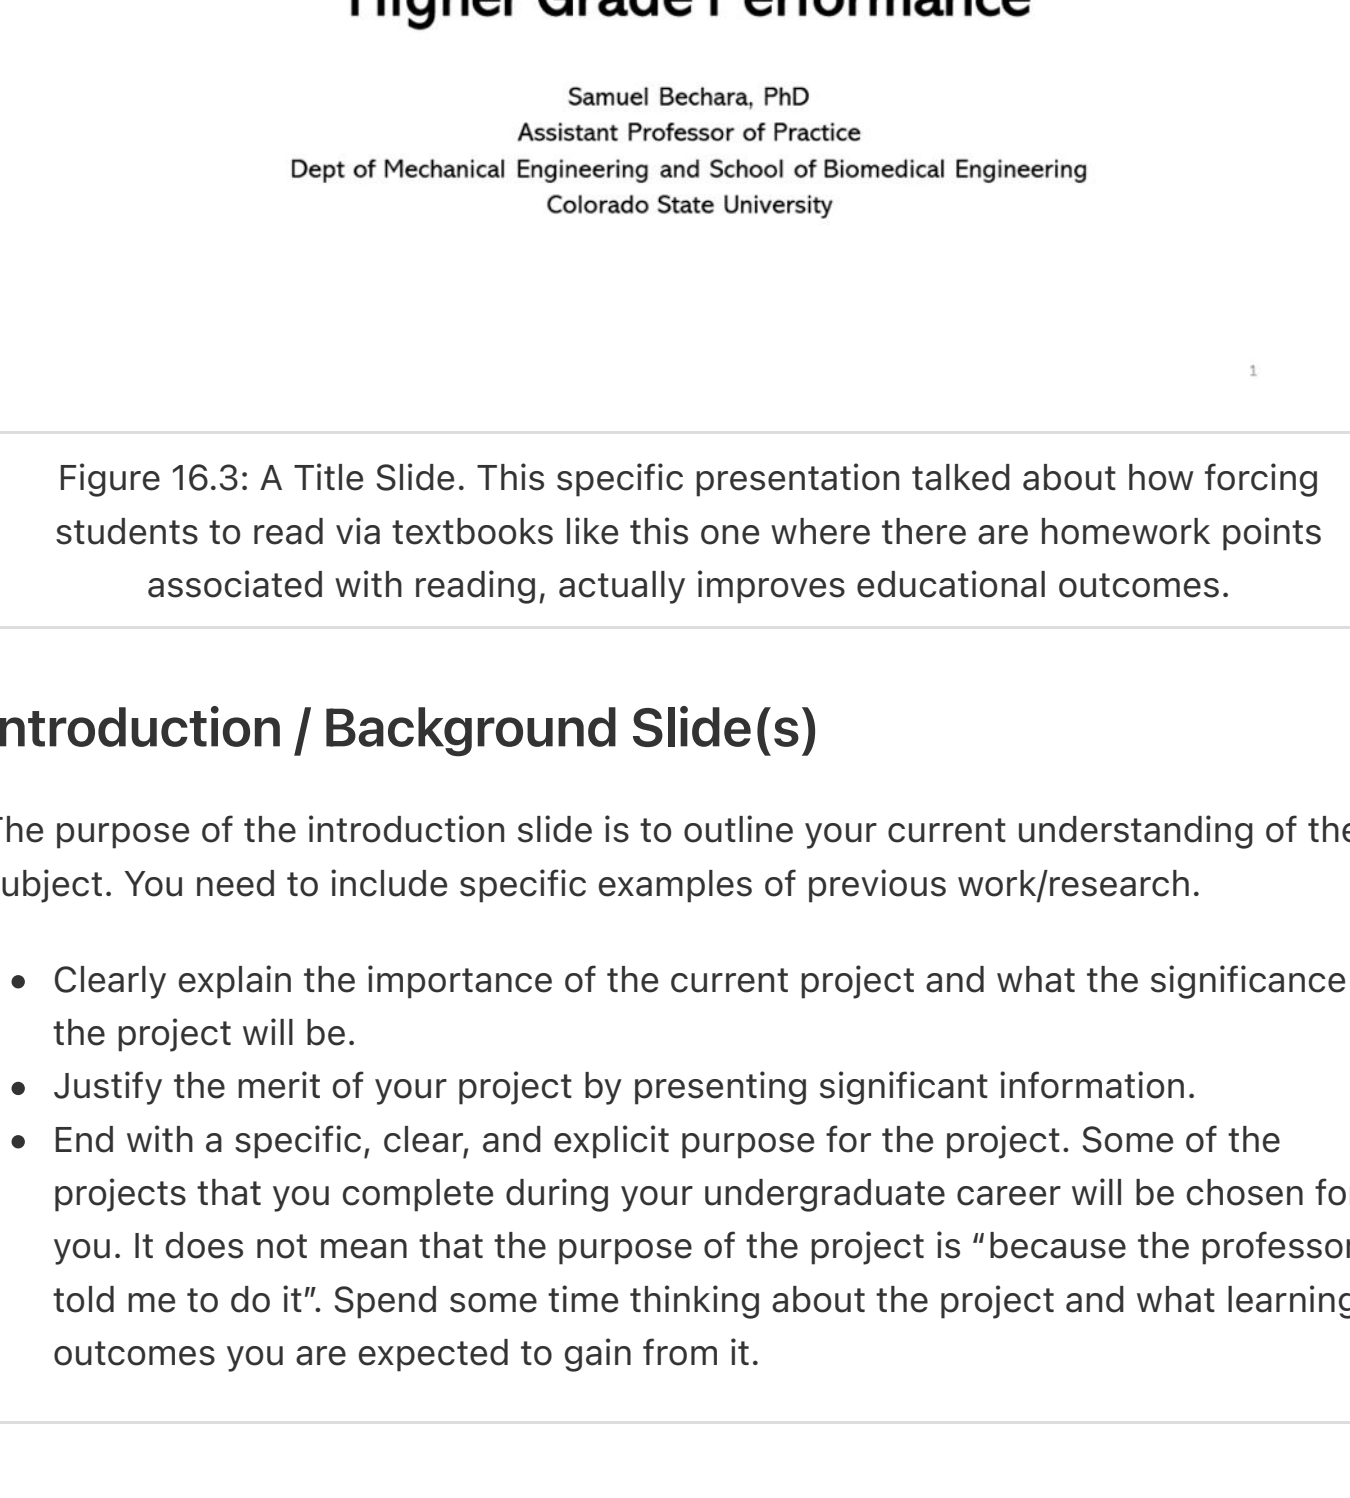 Higher Grade Performance
Samuel Bechara, PhD
Assistant Professor of Practice
Dept of Mechanical Engineering and School of Biomedical Engineering
Colorado State University
1
Figure 16.3: A Title Slide. This specific presentation talked about how forcing
students to read via textbooks like this one where there are homework points
associated with reading, actually improves educational outcomes.
ntroduction / Background Slide(s)
The purpose of the introduction slide is to outline your current understanding of the
ubject. You need to include specific examples of previous work/research.
• Clearly explain the importance of the current project and what the significance
the project will be.
• Justify the merit of your project by presenting significant information.
• End with a specific, clear, and explicit purpose for the project. Some of the
projects that you complete during your undergraduate career will be chosen for
you. It does not mean that the purpose of the project is “because the professor
told me to do it”. Spend some time thinking about the project and what learning
outcomes you are expected to gain from it.